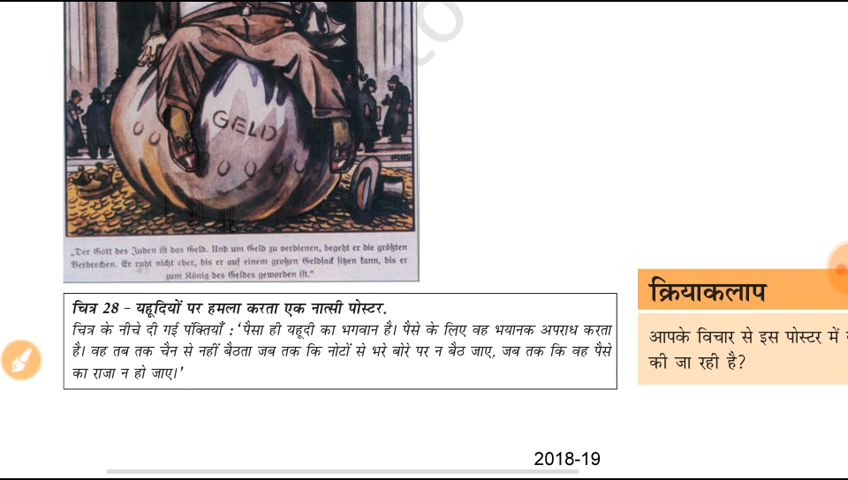 GELD
„Der Gott des Juden ist das Geld. Und um Geld zu verdienen, begeht er die größten
Verbrechen. Er ruht nicht eher, bis er auf einem großen Geldsack sitzen kann, bis er
zum König des Geldes geworden ist.“
चित्र 28 – यहूदियों पर हमला करता एक नात्सी पोस्टर.
चित्र के नीचे दी गई पंक्तियाँ : ‘पैसा ही यहूदी का भगवान है। पैसे के लिए वह भयानक अपराध करता
है। वह तब तक चैन से नहीं बैठता जब तक कि नोटों से भरे बोरे पर न बैठ जाए, जब तक कि वह पैसे
का राजा न हो जाए।’
क्रियाकलाप
आपके विचार से इस पोस्टर में
की जा रही है?
2018-19